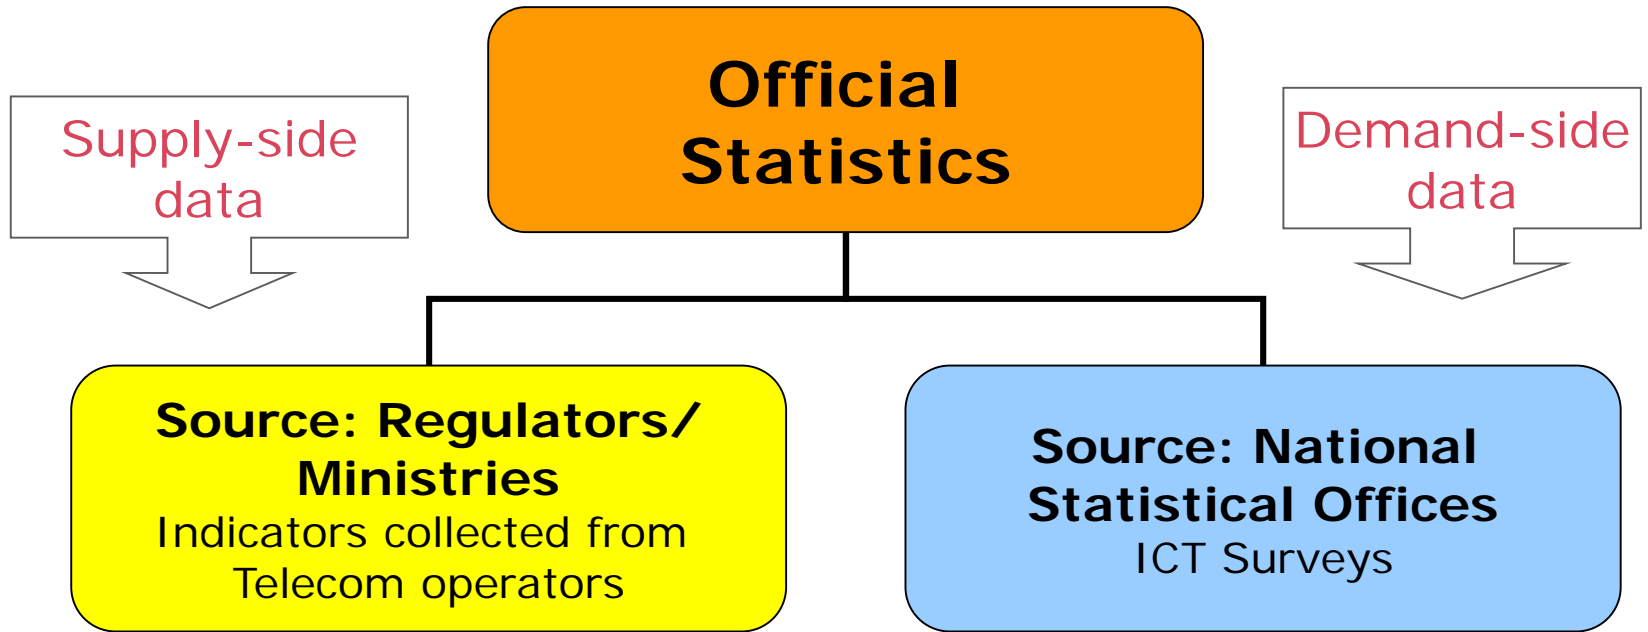 Official
Statistics
Supply-side
data
Demand-side
data
Source: Regulators/
Ministries
Indicators collected from
Telecom operators
Source: National
Statistical Offices
ICT Surveys